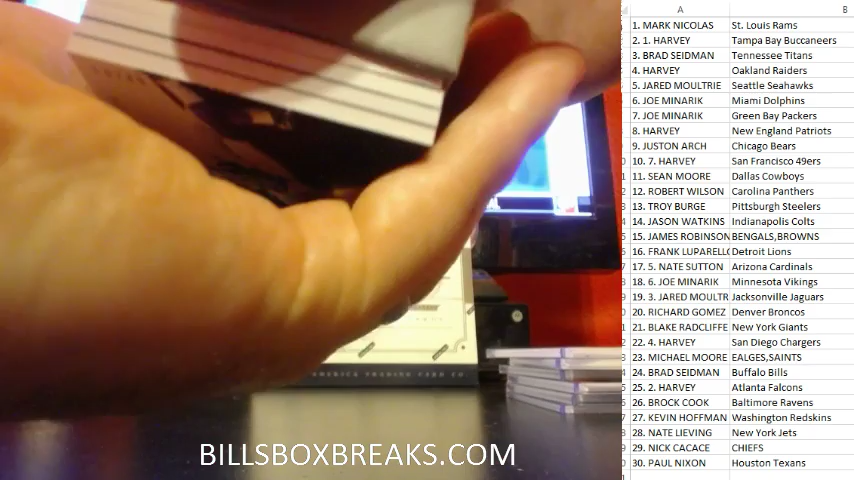 A B
1. MARK NICOLAS St. Louis Rams
2. 1. HARVEY Tampa Bay Buccaneers
3. BRAD SEIDMAN Tennessee Titans
4. HARVEY Oakland Raiders
5. JARED MOULTRIE Seattle Seahawks
6. JOE MINARIK Miami Dolphins
7. JOE MINARIK Green Bay Packers
8. HARVEY New England Patriots
9. JUSTON ARCH Chicago Bears
10. 7. HARVEY San Francisco 49ers
11. SEAN MOORE Dallas Cowboys
12. ROBERT WILSON Carolina Panthers
13. TROY BURGE Pittsburgh Steelers
14. JASON WATKINS Indianapolis Colts
15. JAMES ROBINSON BENGALS,BROWNS
16. FRANK LUPARELL Detroit Lions
17. 5. NATE SUTTON Arizona Cardinals
18. 6. JOE MINARIK Minnesota Vikings
19. 3. JARED MOULTR Jacksonville Jaguars
20. RICHARD GOMEZ Denver Broncos
21. BLAKE RADCLIFFE New York Giants
22. 4. HARVEY San Diego Chargers
23. MICHAEL MOORE EALGES,SAINTS
24. BRAD SEIDMAN Buffalo Bills
25. 2. HARVEY Atlanta Falcons
26. BROCK COOK Baltimore Ravens
27. KEVIN HOFFMAN Washington Redskins
28. NATE LIEVING New York Jets
29. NICK CACACE CHIEFS
30. PAUL NIXON Houston Texans
AMERICA TRADING CARD CO
BILLSBOXBREAKS.COM